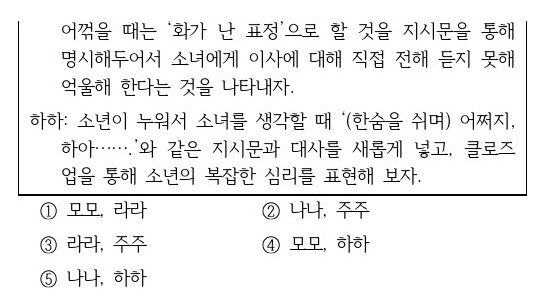 어꺾을 때는 ‘화가 난 표정’으로 할 것을 지시문을 통해
명시해두어서 소녀에게 이사에 대해 직접 전해 듣지 못해
억울해 한다는 것을 나타내자.
하하: 소년이 누워서 소녀를 생각할 때 ‘(한숨을 쉬며) 어쩌지,
하아⋯⋯.’와 같은 지시문과 대사를 새롭게 넣고, 클로즈
업을 통해 소년의 복잡한 심리를 표현해 보자.
① 모모, 라라 ② 나나, 주주
③ 라라, 주주 ④ 모모, 하하
⑤ 나나, 하하